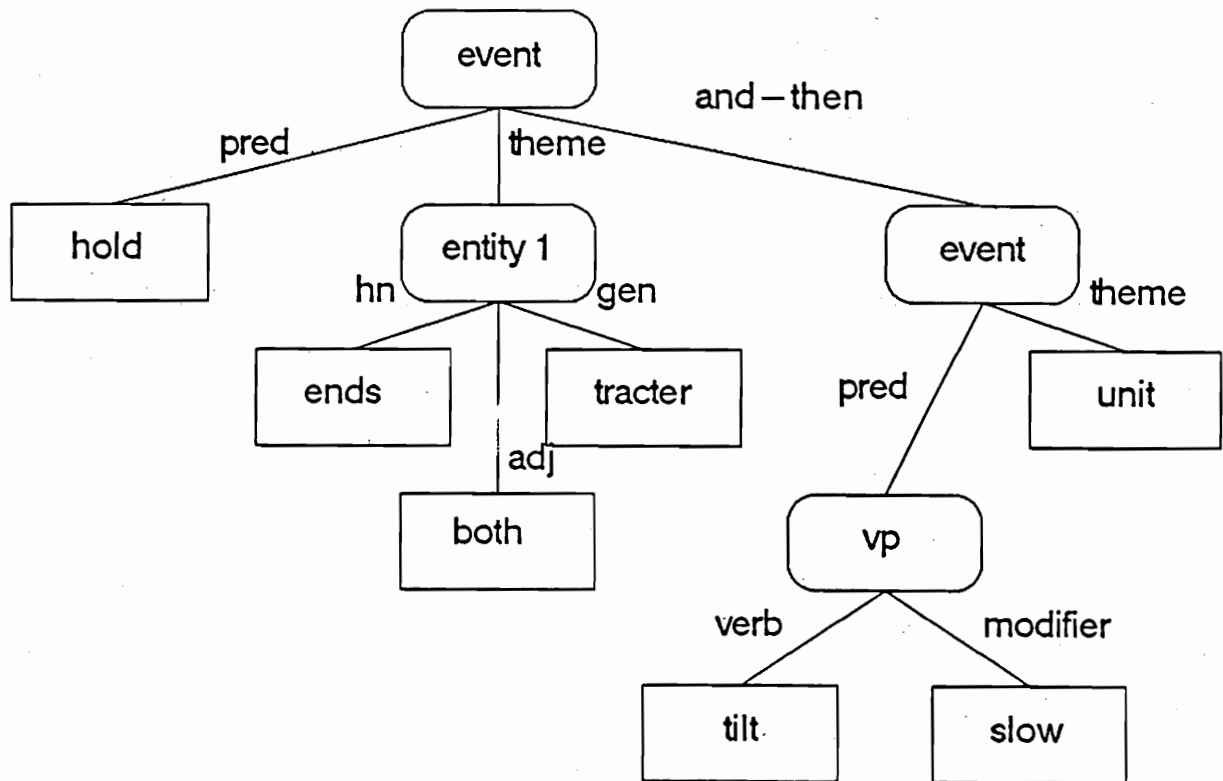 event
and – then
pred
theme
hold
entity 1
event
hn
gen
theme
ends
tracter
pred
unit
adj
both
vp
verb
modifier
tilt
slow